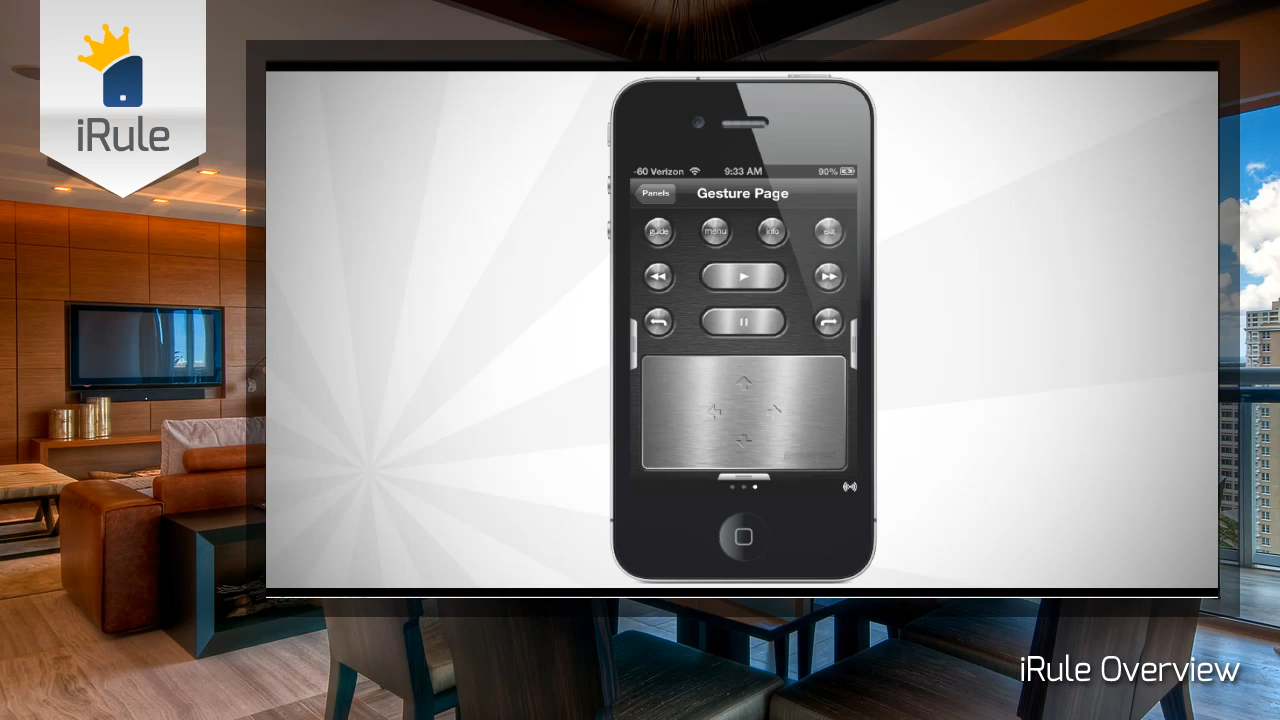 iRule
-60 Verizon 9:33 AM 90%
Panels Gesture Page
guide menu info exit
iRule Overview